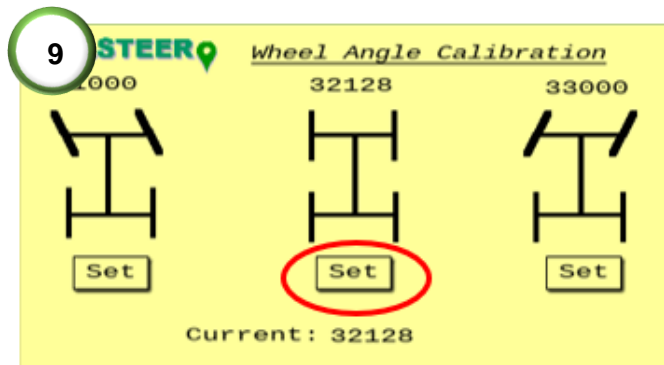 9
STEER
Wheel Angle Calibration
32128
33000
Set
Set
Set
Current: 32128